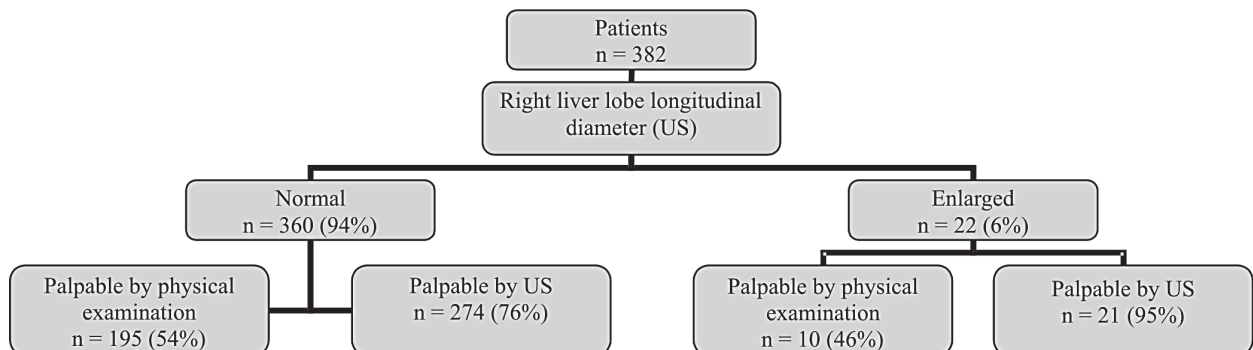 Patients
n = 382
Right liver lobe longitudinal
diameter (US)
Normal
n = 360 (94%)
Enlarged
n = 22 (6%)
Palpable by physical
examination
n = 195 (54%)
Palpable by US
n = 274 (76%)
Palpable by physical
examination
n = 10 (46%)
Palpable by US
n = 21 (95%)